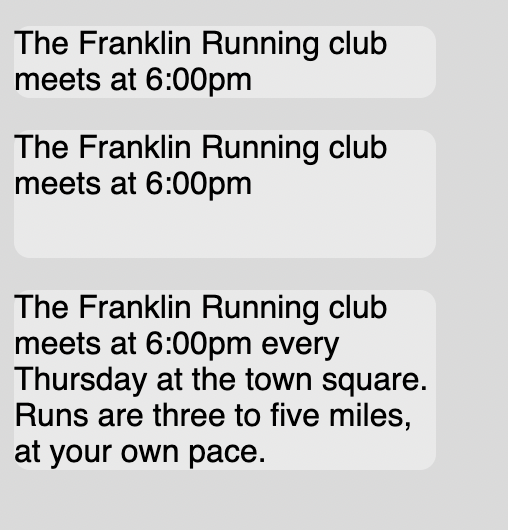 The Franklin Running club
meets at 6:00pm
The Franklin Running club
meets at 6:00pm
The Franklin Running club
meets at 6:00pm every
Thursday at the town square.
Runs are three to five miles,
at your own pace.